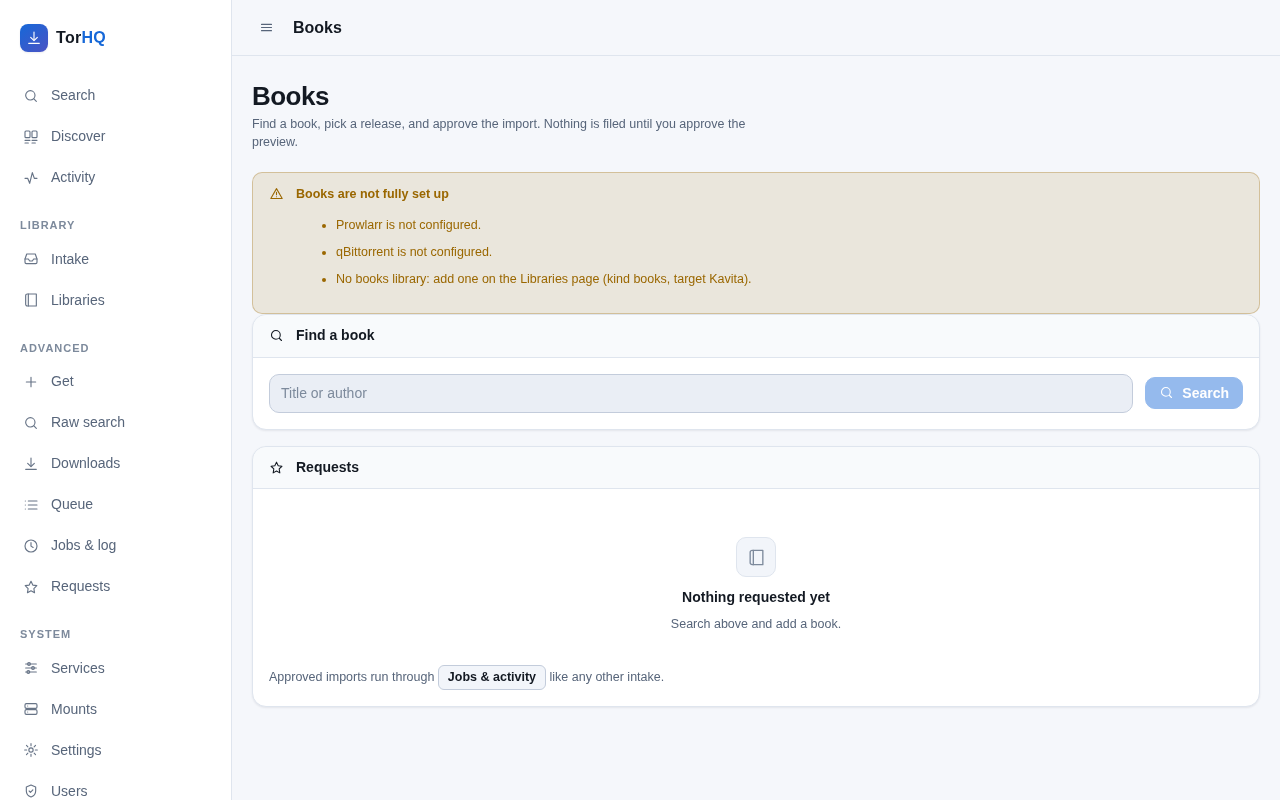 TorHQ
Search
Discover
Activity
LIBRARY
Intake
Libraries
ADVANCED
Get
Raw search
Downloads
Queue
Jobs & log
Requests
SYSTEM
Services
Mounts
Settings
Users
Books
Books
Find a book, pick a release, and approve the import. Nothing is filed until you approve the
preview.
Books are not fully set up
• Prowlarr is not configured.
• qBittorrent is not configured.
• No books library: add one on the Libraries page (kind books, target Kavita).
Find a book
Title or author
Search
Requests
Nothing requested yet
Search above and add a book.
Approved imports run through Jobs & activity like any other intake.